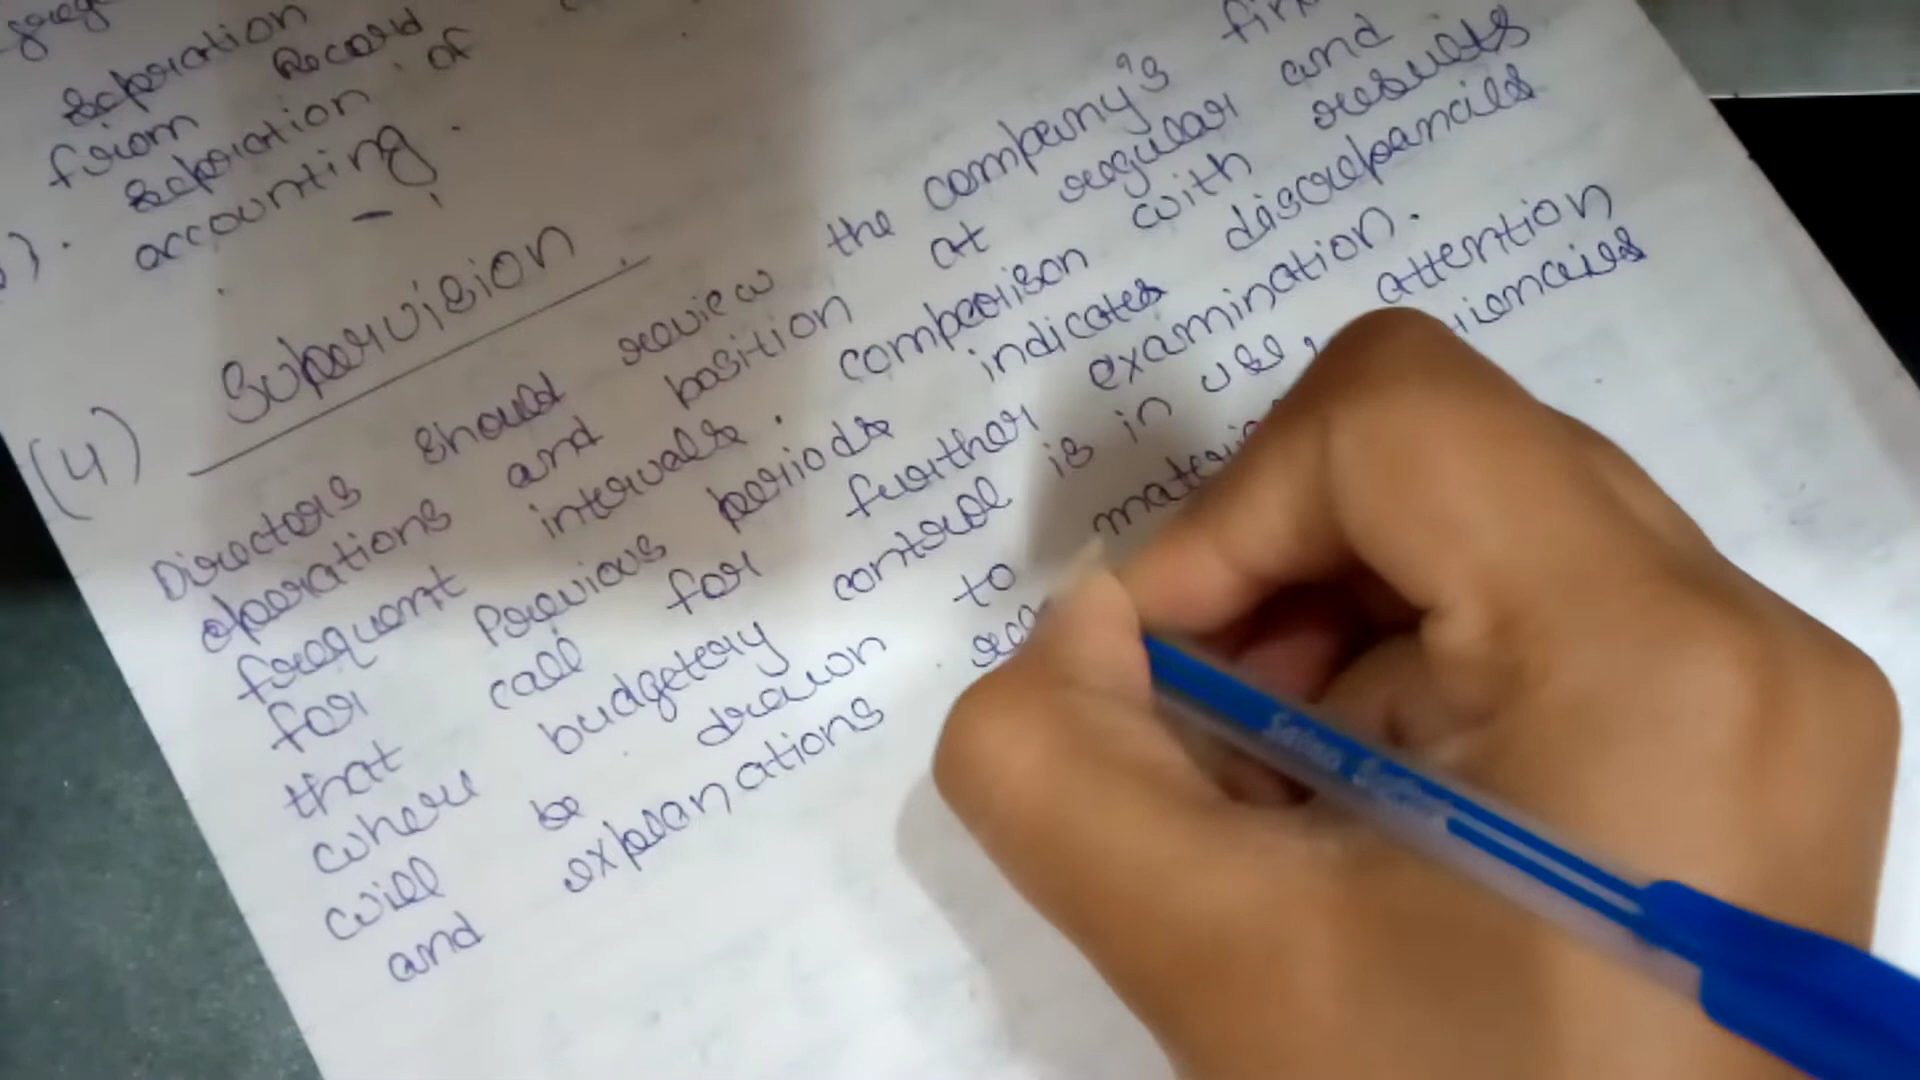 Separation
from Record
Separation of
accounting.
(4) Supervision.
Directors should review the company's
operations and position at regular and
frequent intervals. comparison with results
for Previous periods indicates discrepancies
that call for further examination.
where budgetary control is in use, attention
will be drawn to
and explanations